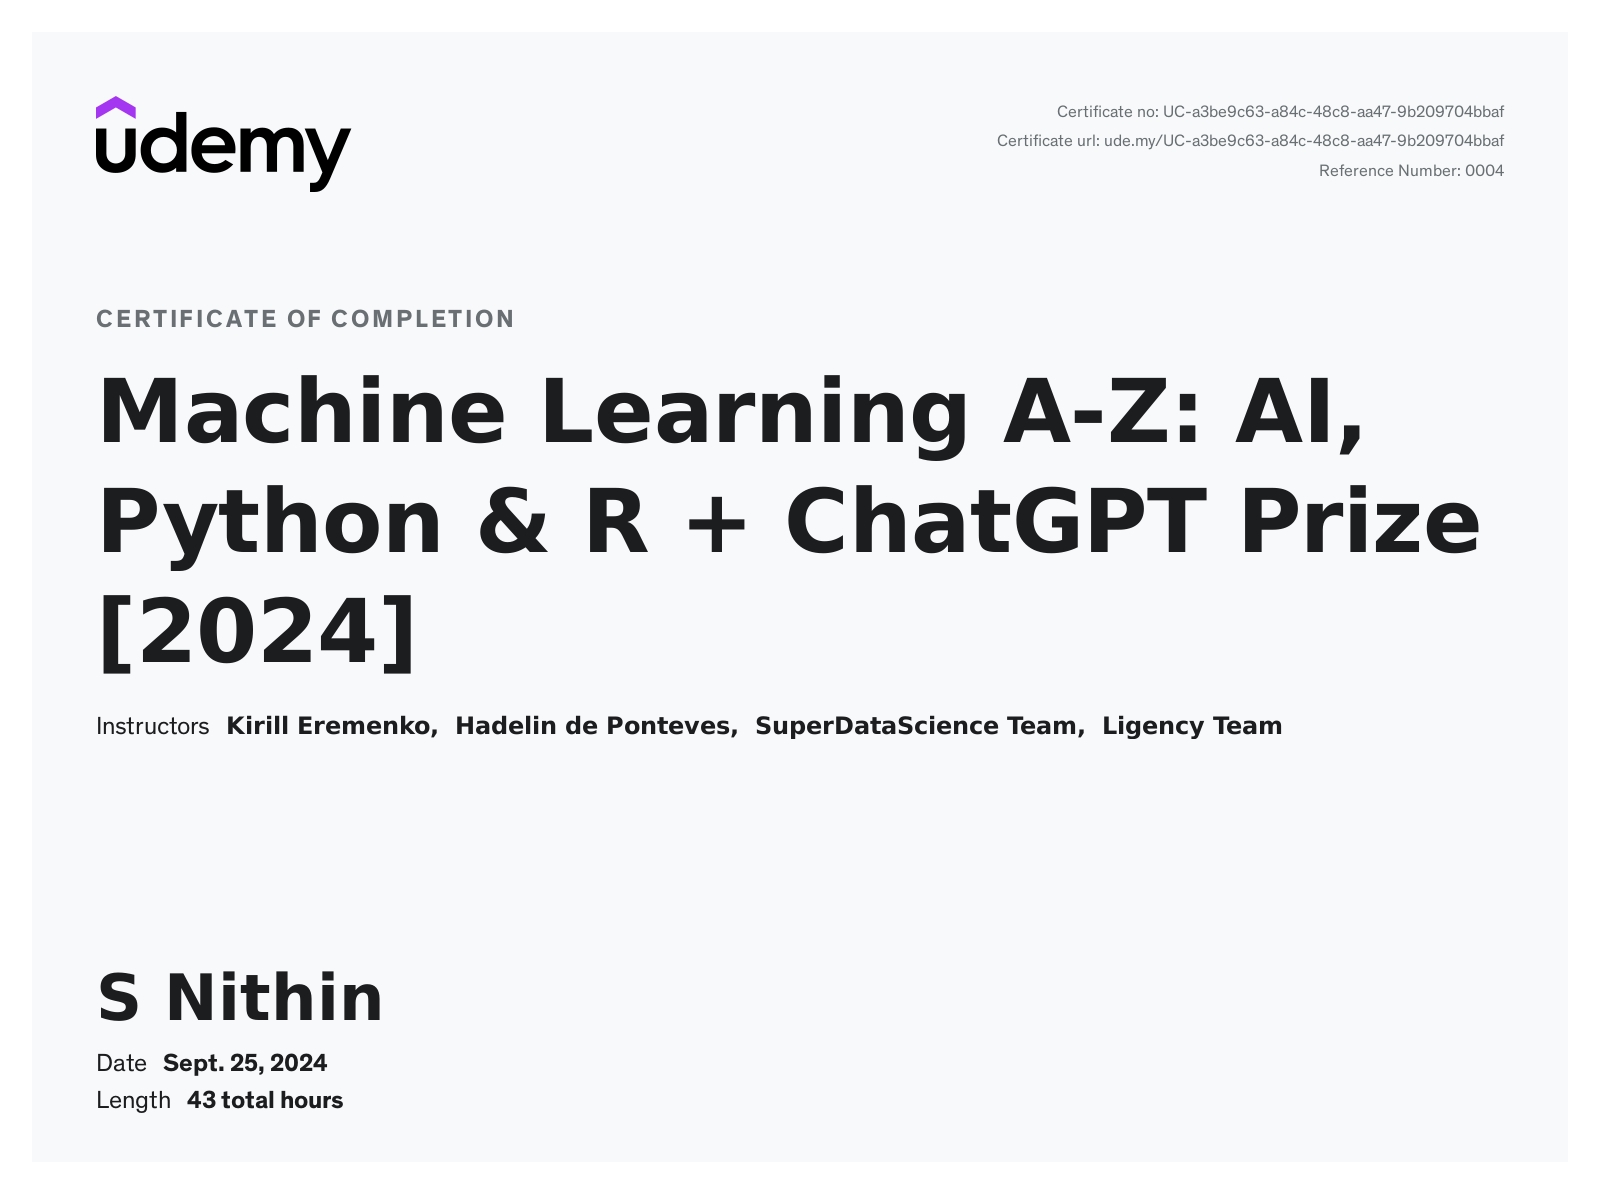 udemy
Certificate no: UC-a3be9c63-a84c-48c8-aa47-9b209704bbaf
Certificate url: ude.my/UC-a3be9c63-a84c-48c8-aa47-9b209704bbaf
Reference Number: 0004
CERTIFICATE OF COMPLETION
Machine Learning A-Z: AI,
Python & R + ChatGPT Prize
[2024]
Instructors Kirill Eremenko, Hadelin de Ponteves, SuperDataScience Team, Ligency Team
S Nithin
Date Sept. 25, 2024
Length 43 total hours